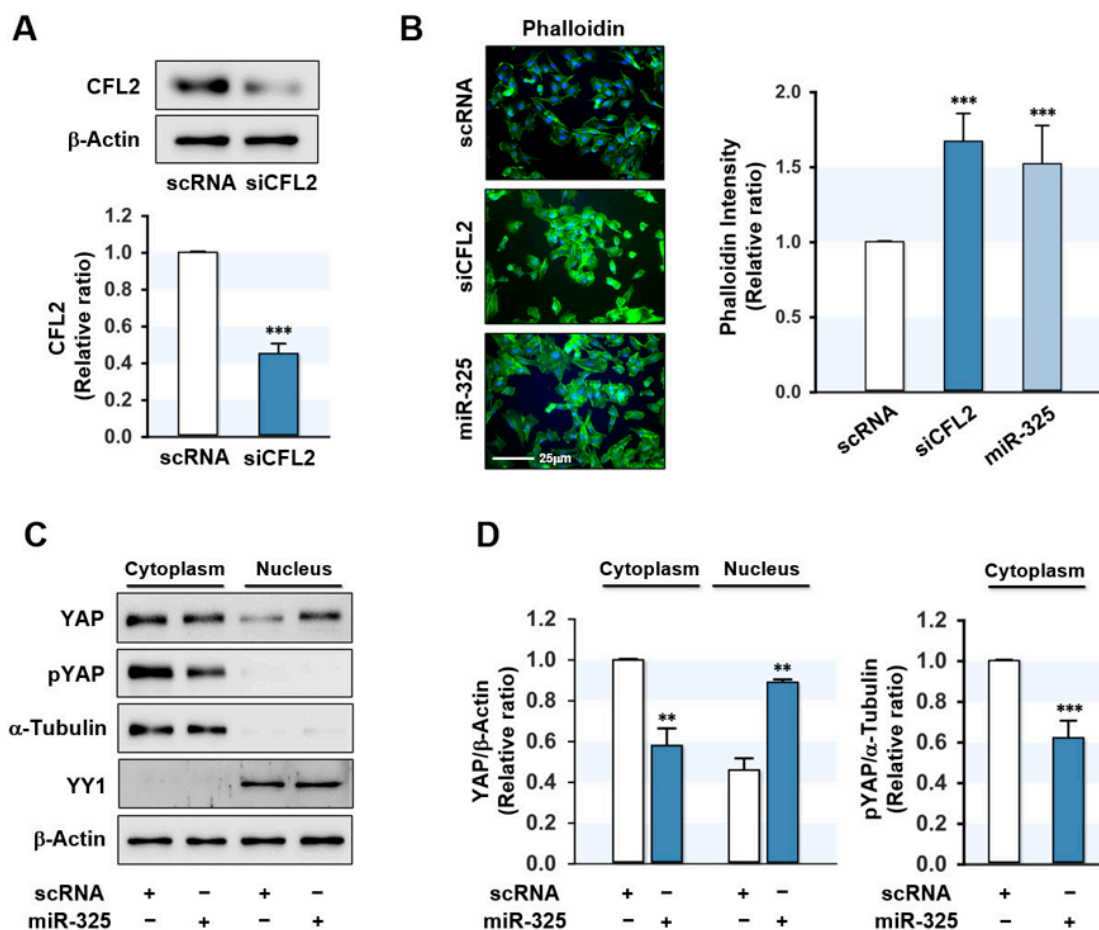 A
CFL2
β-Actin
scRNA siCFL2
CFL2
(Relative ratio)
1.2
1.0
0.8
0.6
0.4
0.4
0.0
***
scRNA siCFL2
B
Phalloidin
scRNA
siCFL2
miR-325
25μm
Phalloidin Intensity
(Relative ratio)
2.0
1.5
1.0
0.5
0.0
*** ***
scRNA siCFL2 miR-325
C
Cytoplasm Nucleus
YAP
pYAP
α-Tubulin
YY1
β-Actin
scRNA + − + −
miR-325 − + − +
D
Cytoplasm Nucleus
YAP/β-Actin
(Relative ratio)
1.2
1.0
0.8
0.6
0.4
0.2
0.0
** **
scRNA + − + −
miR-325 − + − +
Cytoplasm
pYAP/α-Tubulin
(Relative ratio)
1.2
1.0
0.8
0.6
0.4
0.2
0.0
***
scRNA + −
miR-325 − +